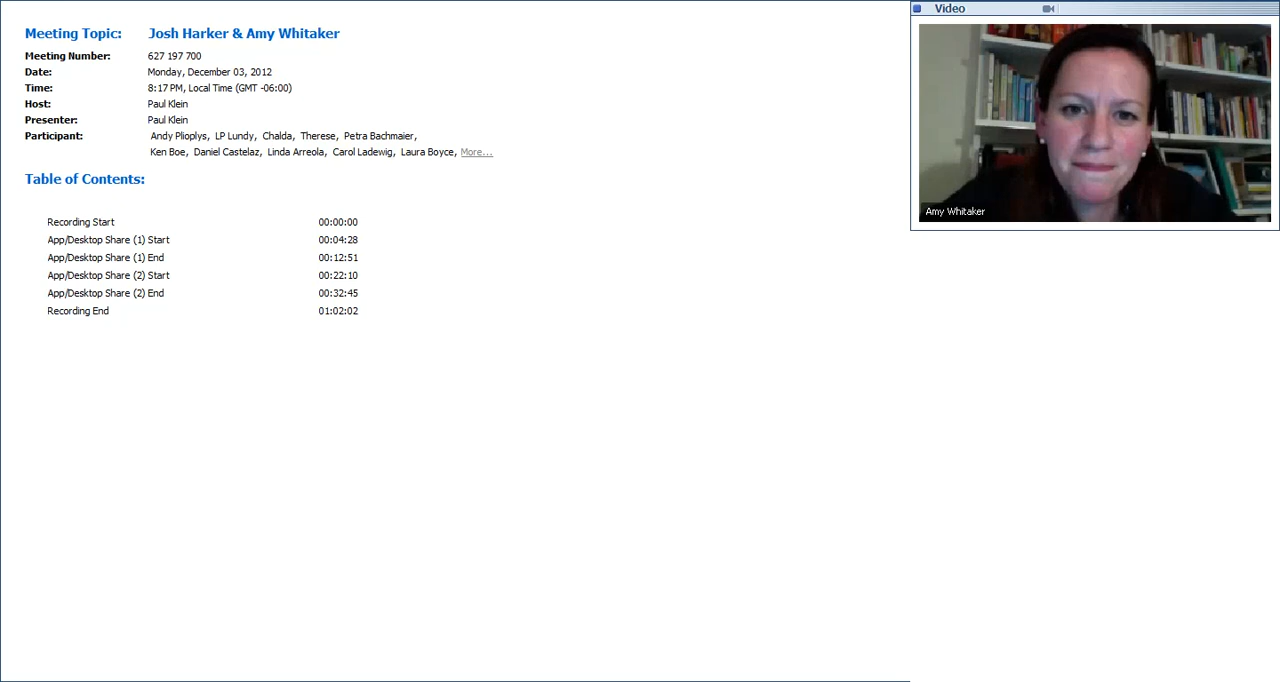 Meeting Topic: Josh Harker & Amy Whitaker
Meeting Number: 627 197 700
Date: Monday, December 03, 2012
Time: 8:17 PM, Local Time (GMT -06:00)
Host: Paul Klein
Presenter: Paul Klein
Participant: Andy Plioplys, LP Lundy, Chalda, Therese, Petra Bachmaier,
Ken Boe, Daniel Castelaz, Linda Arreola, Carol Ladewig, Laura Boyce, More...
Table of Contents:
Recording Start 00:00:00
App/Desktop Share (1) Start 00:04:28
App/Desktop Share (1) End 00:12:51
App/Desktop Share (2) Start 00:22:10
App/Desktop Share (2) End 00:32:45
Recording End 01:02:02
Video
Amy Whitaker